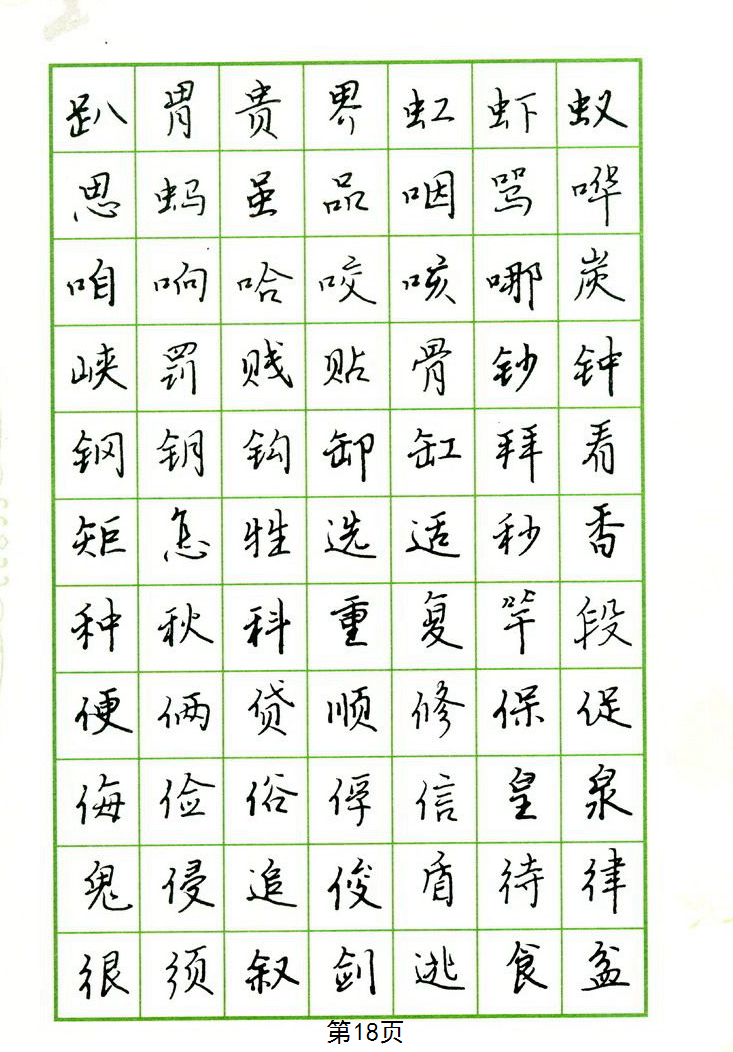 趴胃贵界虹虾蚁
思蚂虽品咽骂哗
咱响哈咬咳哪炭
峡罚贱贴骨钞钟
钢钥钩卸缸拜看
矩怎牲选适秒香
种秋科重复竿段
便俩贷顺修保促
侮俭俗俘信皇泉
鬼侵追俊盾待律
很须叙剑逃食盆
第18页